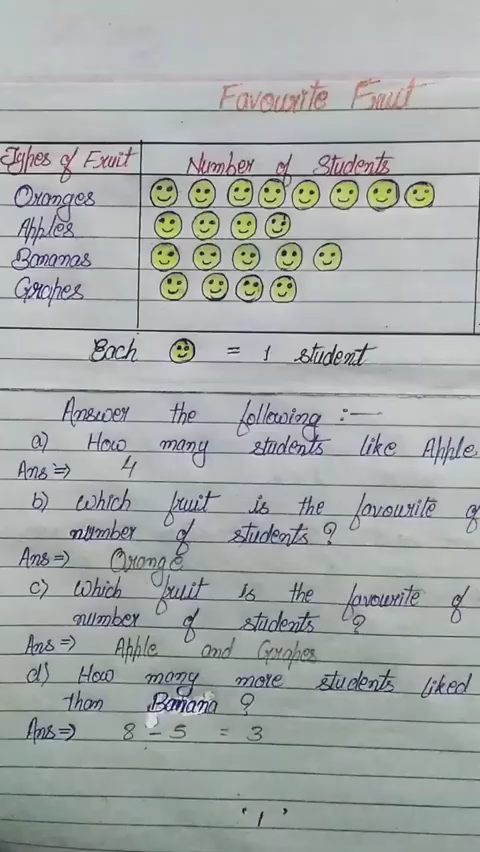 Favourite Fruit
Types of Fruit Number of Students
Oranges
Apples
Bananas
Grapes
Each = 1 student
Answer the following :—
a) How many students like Apple
Ans ⇒ 4
b) Which fruit is the favourite of
number of students ?
Ans ⇒ Orange
c) Which fruit is the favourite of
number of students ?
Ans ⇒ Apple and Grapes
d) How many more students liked
than Banana ?
Ans ⇒ 8 - 5 = 3
' 1 '